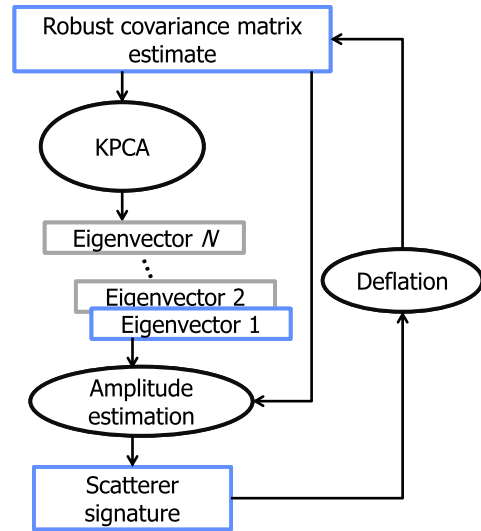 Robust covariance matrix
estimate
KPCA
Eigenvector N
Eigenvector 2
Eigenvector 1
Deflation
Amplitude
estimation
Scatterer
signature